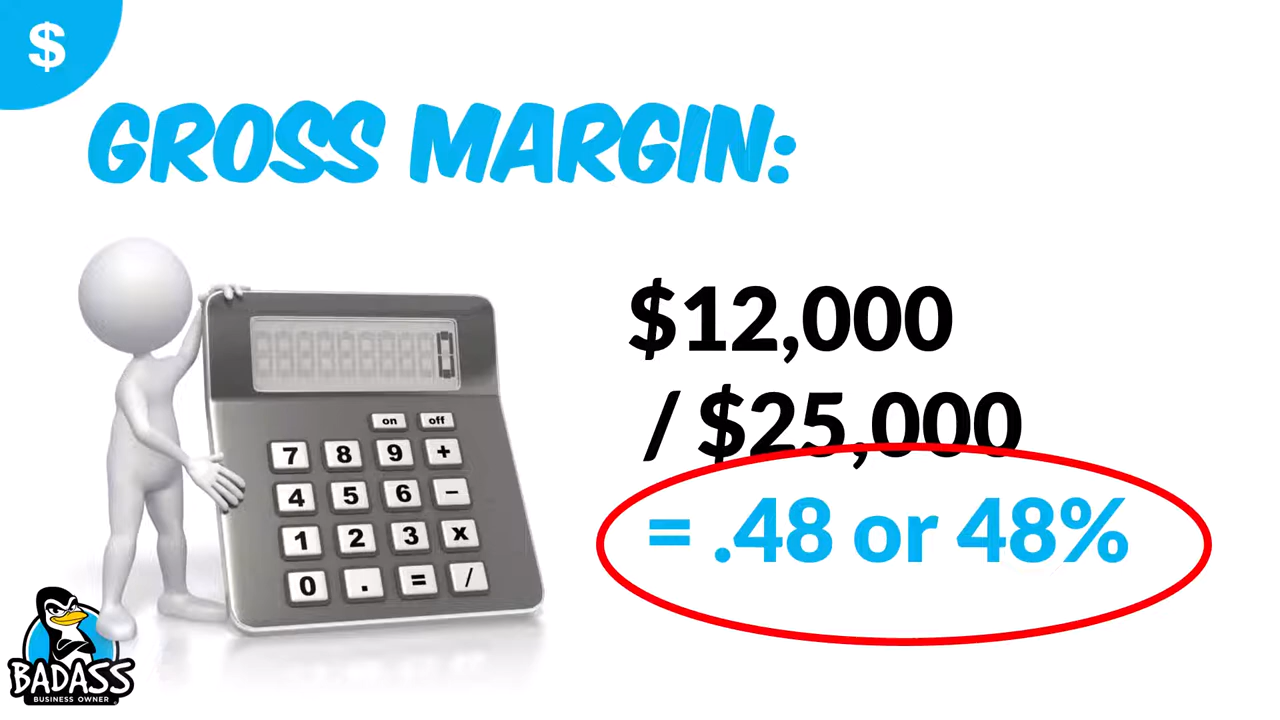 $
GROSS MARGIN:
$12,000
/ $25,000
= .48 or 48%
0
on off
7 8 9 +
4 5 6 −
1 2 3 x
0 . = /
BADASS
BUSINESS OWNER